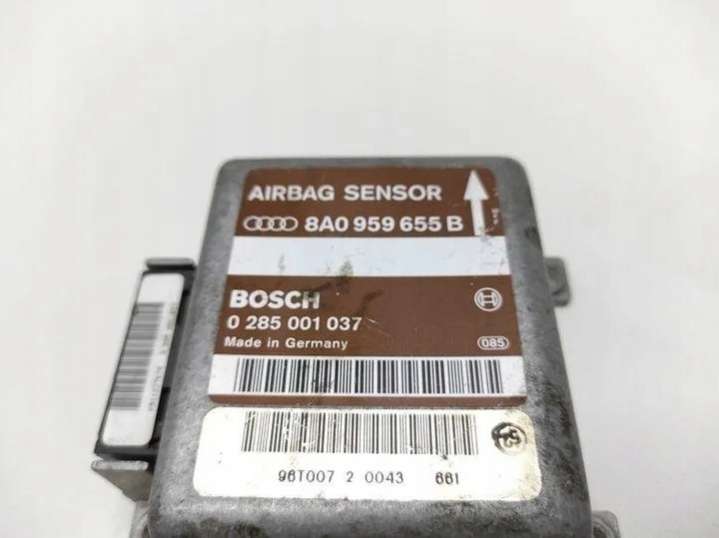 AIRBAG SENSOR
8A0 959 655 B
BOSCH
0 285 001 037
Made in Germany
085
96T007 2 0043 661